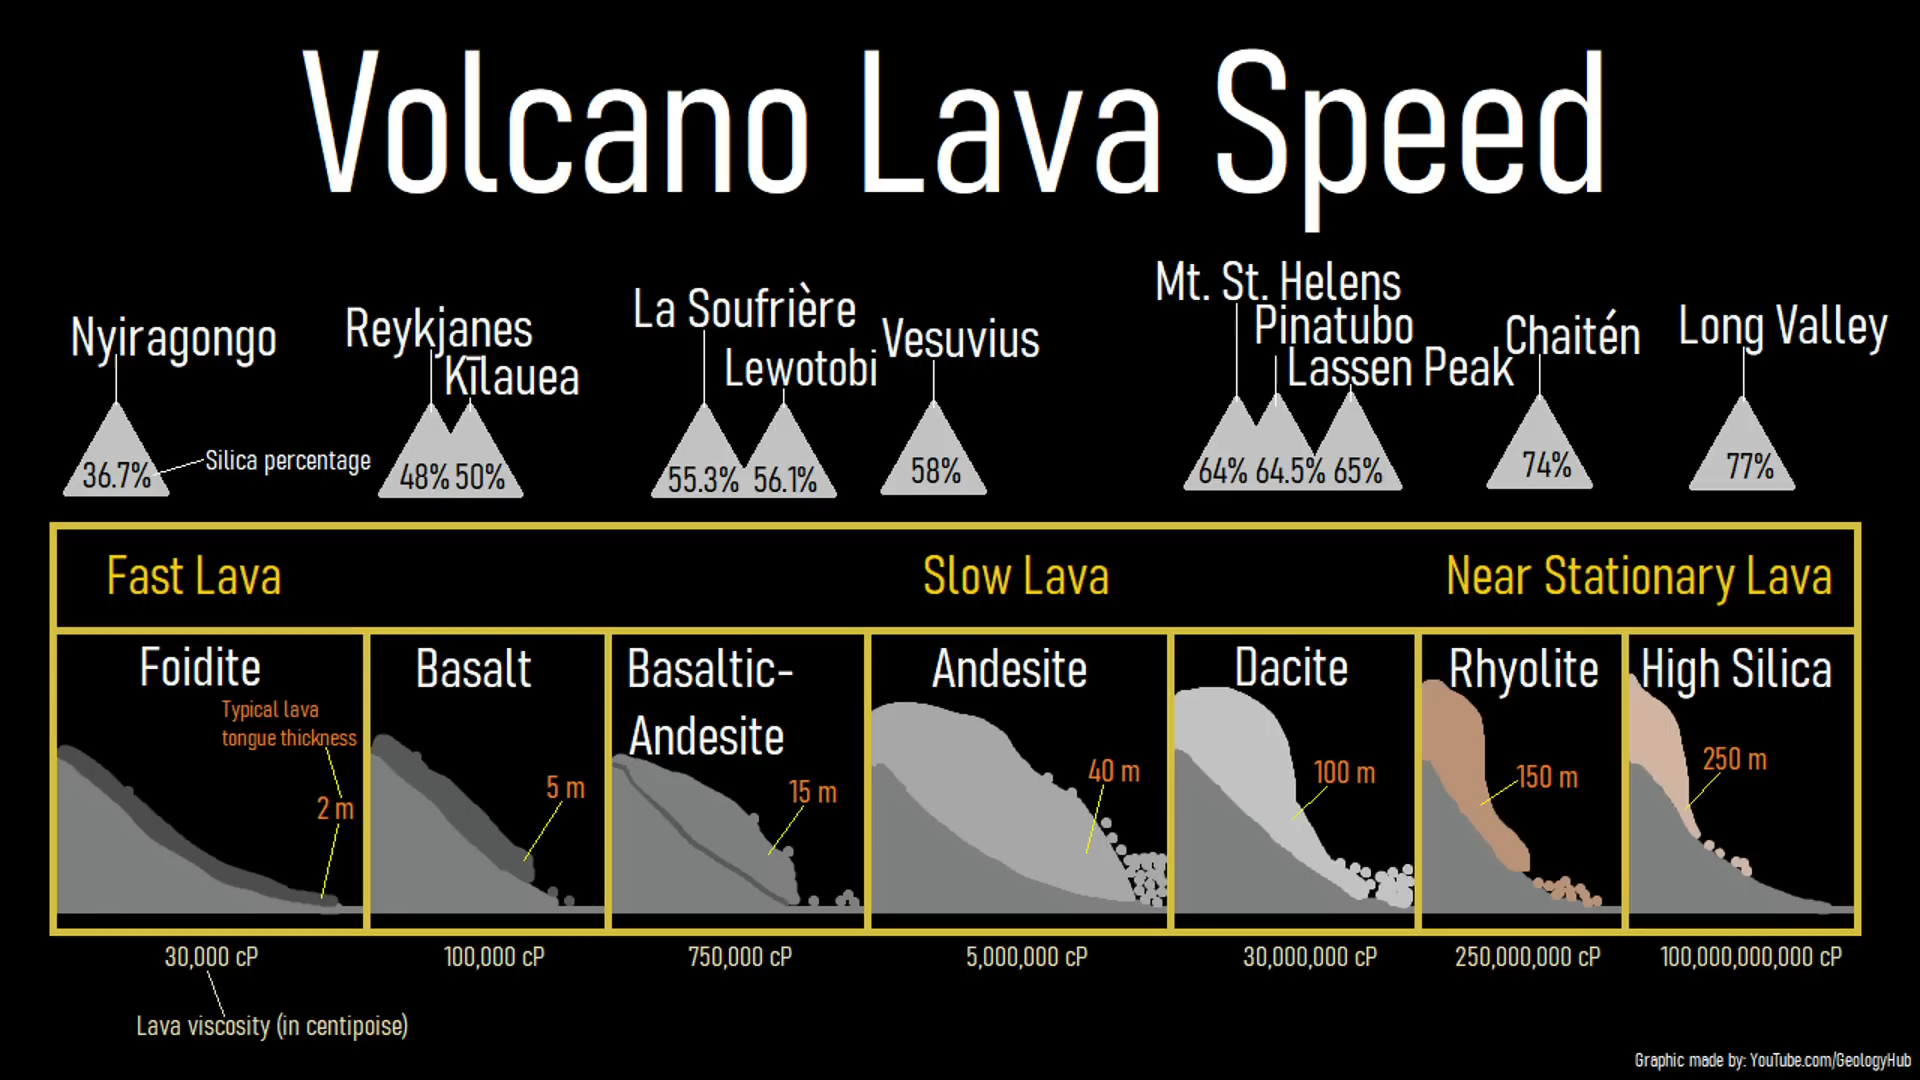 Volcano Lava Speed
Mt. St. Helens
La Soufrière
Pinatubo
Nyiragongo
Reykjanes
Vesuvius
Chaitén
Long Valley
Kīlauea
Lewotobi
Lassen Peak
36.7%
Silica percentage
48%
50%
55.3%
56.1%
58%
64%
64.5%
65%
74%
77%
Fast Lava
Slow Lava
Near Stationary Lava
Foidite
Basalt
Basaltic-
Andesite
Andesite
Dacite
Rhyolite
High Silica
Typical lava
tongue thickness
2 m
5 m
15 m
40 m
100 m
150 m
250 m
30,000 cP
100,000 cP
750,000 cP
5,000,000 cP
30,000,000 cP
250,000,000 cP
100,000,000,000 cP
Lava viscosity (in centipoise)
Graphic made by: YouTube.com/GeologyHub